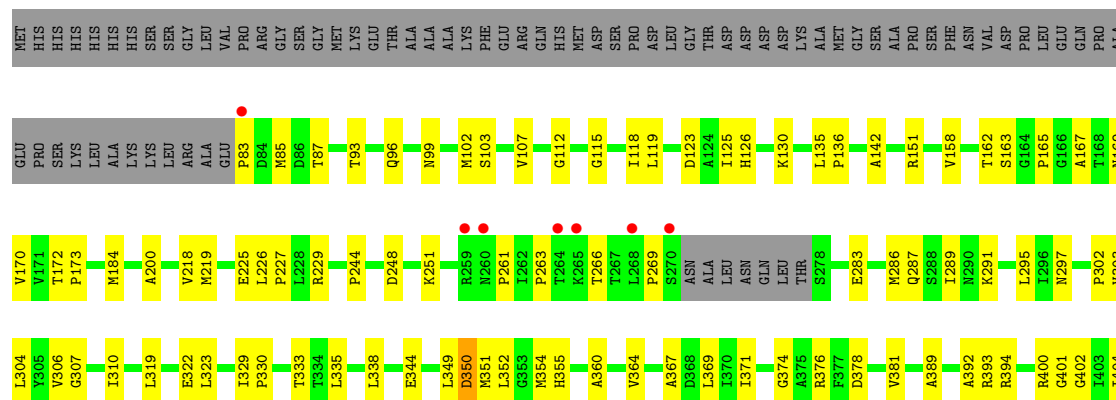 MET HIS HIS HIS HIS HIS HIS SER SER GLY LEU VAL PRO ARG GLY SER GLY MET LYS GLU THR ALA ALA ALA LYS PHE GLU ARG GLN HIS MET ASP SER PRO ASP LEU GLY THR ASP ASP ASP ASP LYS ALA MET GLY SER ALA PRO SER PHE ASN VAL ASP PRO LEU GLU GLN PRO ALA
GLU PRO SER LYS LEU ALA LYS LYS LEU ARG ALA GLU P83 D84 M85 D86 T87 T93 Q96 N99 M102 S103 V107 G112 G115 I118 L119 D123 A124 I125 H126 K130 L135 P136 A142 R151 V158 T162 S163 G164 P165 G166 A167 T168
V170 V171 T172 P173 M184 A200 V218 M219 E225 L226 P227 L228 R229 P244 D248 K251 R259 N260 P261 I262 P263 T264 K265 T266 T267 L268 P269 S270 ASN ALA LEU ASN GLN LEU THR S278 E283 M286 Q287 S288 I289 N290 K291 L295 I296 N297 P302
L304 Y305 V306 G307 I310 L319 E322 L323 I329 P330 T333 T334 L335 L338 E344 L349 D350 M351 L352 G353 M354 H355 A360 V364 A367 D368 L369 I370 I371 G374 A375 R376 F377 D378 V381 A389 A392 R393 R394 R400 G401 G402 I403